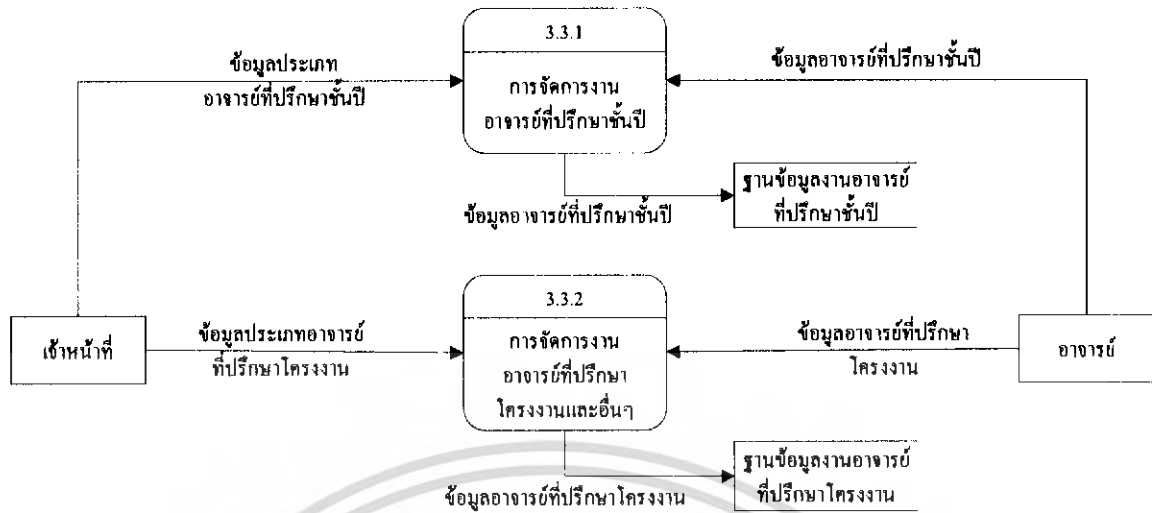 3.3.1
ข้อมูลประเภท
อาจารย์ที่ปรึกษาชั้นปี
การจัดการงาน
อาจารย์ที่ปรึกษาชั้นปี
ข้อมูลอาจารย์ที่ปรึกษาชั้นปี
ข้อมูลอาจารย์ที่ปรึกษาชั้นปี
ฐานข้อมูลงานอาจารย์
ที่ปรึกษาชั้นปี
3.3.2
เจ้าหน้าที่
ข้อมูลประเภทอาจารย์
ที่ปรึกษาโครงงาน
การจัดการงาน
อาจารย์ที่ปรึกษา
โครงงานและอื่นๆ
ข้อมูลอาจารย์ที่ปรึกษา
โครงงาน
อาจารย์
ข้อมูลอาจารย์ที่ปรึกษาโครงงาน
ฐานข้อมูลงานอาจารย์
ที่ปรึกษาโครงงาน